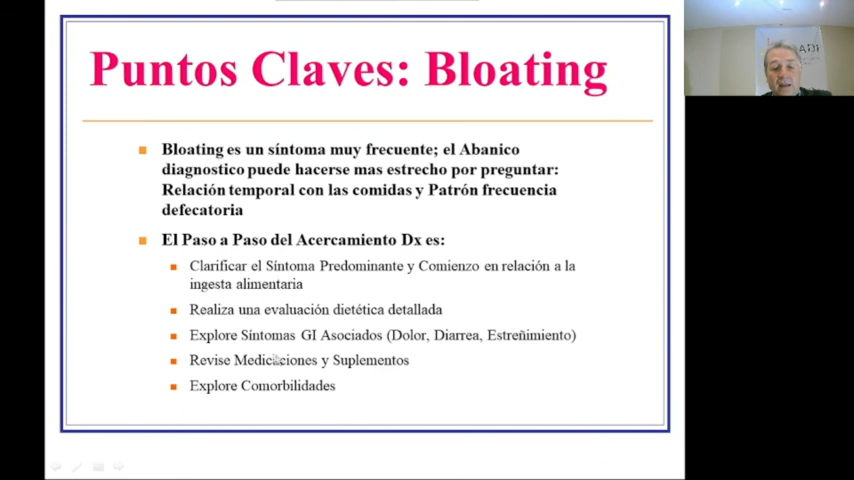 Puntos Claves: Bloating
Bloating es un síntoma muy frecuente; el Abanico
diagnostico puede hacerse mas estrecho por preguntar:
Relación temporal con las comidas y Patrón frecuencia
defecatoria
El Paso a Paso del Acercamiento Dx es:
Clarificar el Síntoma Predominante y Comienzo en relación a la
ingesta alimentaria
Realiza una evaluación dietética detallada
Explore Síntomas GI Asociados (Dolor, Diarrea, Estreñimiento)
Revise Medicaciones y Suplementos
Explore Comorbilidades